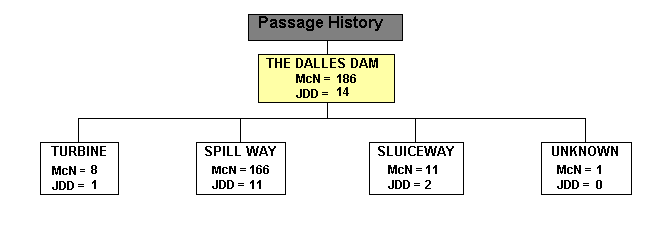 Passage History
THE DALLES DAM
McN = 186
JDD = 14
TURBINE
McN = 8
JDD = 1
SPILL WAY
McN = 166
JDD = 11
SLUICEWAY
McN = 11
JDD = 2
UNKNOWN
McN = 1
JDD = 0